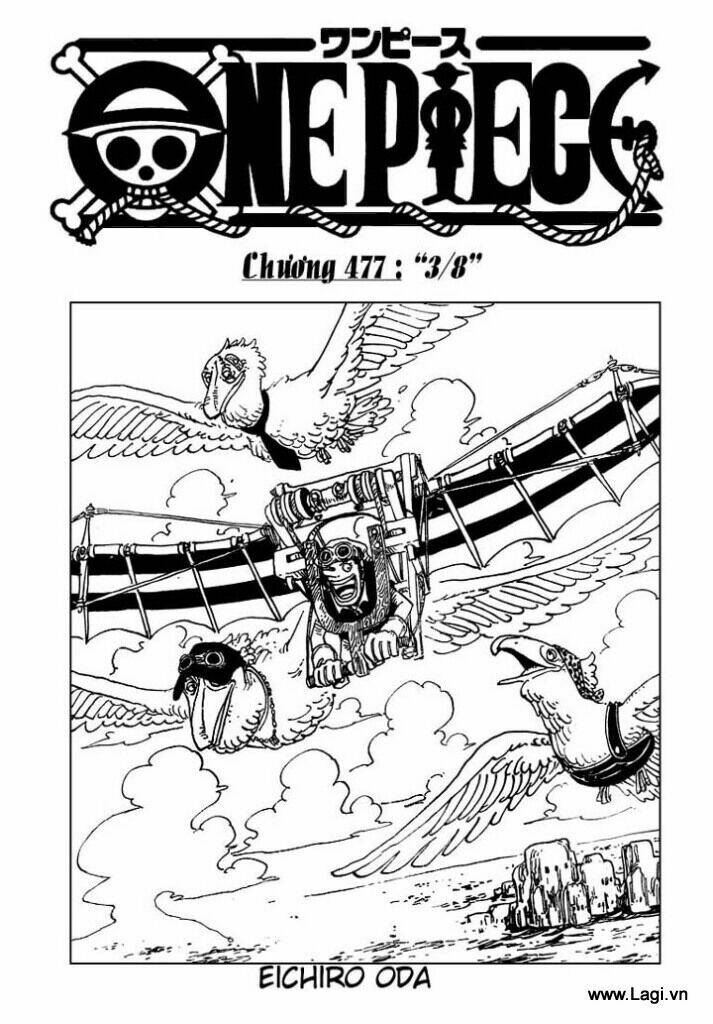 ワンピース
ONE PIECE
Chương 477 : “3/8”
EICHIRO ODA
www.Lagi.vn